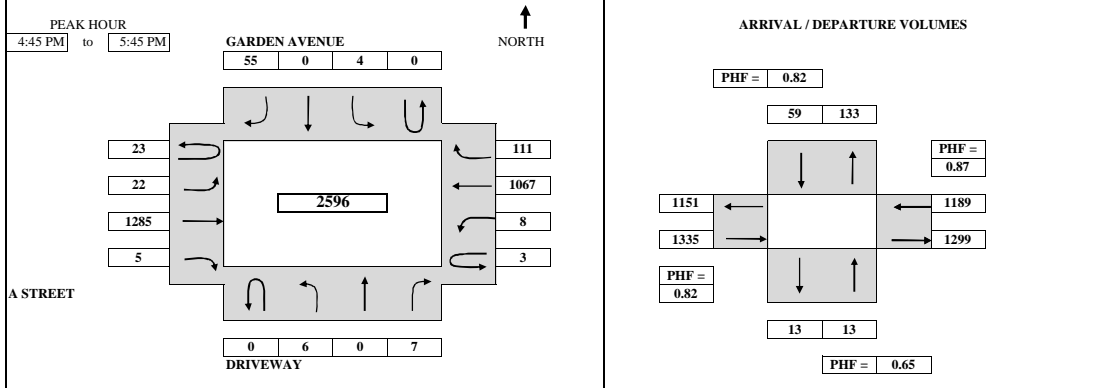 PEAK HOUR
4:45 PM to 5:45 PM
NORTH
GARDEN AVENUE
55 0 4 0
23 111
22 1067
2596
1285 8
5 3
A STREET
0 6 0 7
DRIVEWAY
ARRIVAL / DEPARTURE VOLUMES
PHF = 0.82
59 133
PHF =
0.87
1151 1189
1335 1299
PHF =
0.82
13 13
PHF = 0.65